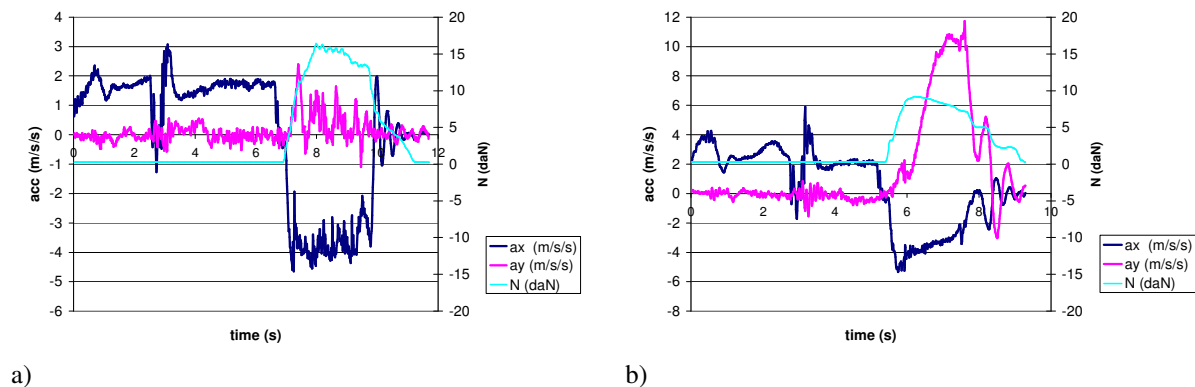 4
3
2
1
0
-1
-2
-3
-4
-5
-6
acc (m/s/s)
0 2 4 6 8 10 12
20
15
10
5
0
-5
-10
-15
-20
N (daN)
ax (m/s/s)
ay (m/s/s)
N (daN)
time (s)
a)
12
10
8
6
4
2
0
-2
-4
-6
-8
acc (m/s/s)
0 2 4 6 8 10
20
15
10
5
0
-5
-10
-15
-20
N (daN)
ax (m/s/s)
ay (m/s/s)
N (daN)
time (s)
b)